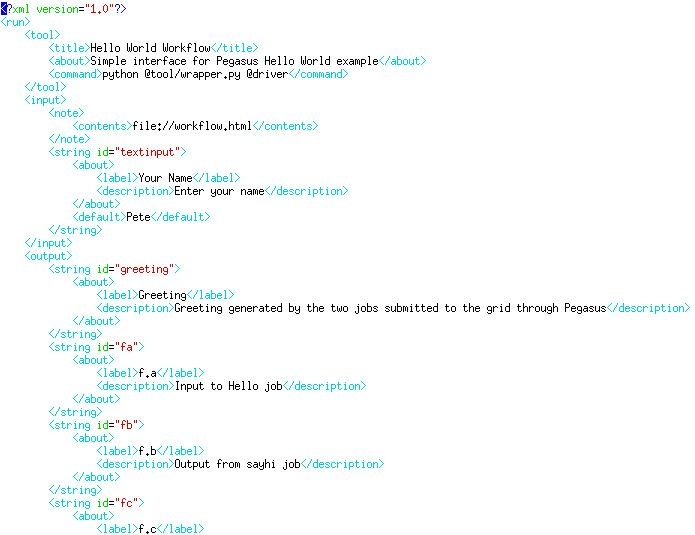 <?xml version="1.0"?>
<run>
    <tool>
        <title>Hello World Workflow</title>
        <about>Simple interface for Pegasus Hello World example</about>
        <command>python @tool/wrapper.py @driver</command>
    </tool>
    <input>
        <note>
            <contents>file://workflow.html</contents>
        </note>
        <string id="textinput">
            <about>
                <label>Your Name</label>
                <description>Enter your name</description>
            </about>
            <default>Pete</default>
        </string>
    </input>
    <output>
        <string id="greeting">
            <about>
                <label>Greeting</label>
                <description>Greeting generated by the two jobs submitted to the grid through Pegasus</description>
            </about>
        </string>
        <string id="fa">
            <about>
                <label>f.a</label>
                <description>Input to Hello job</description>
            </about>
        </string>
        <string id="fb">
            <about>
                <label>f.b</label>
                <description>Output from sayhi job</description>
            </about>
        </string>
        <string id="fc">
            <about>
                <label>f.c</label>